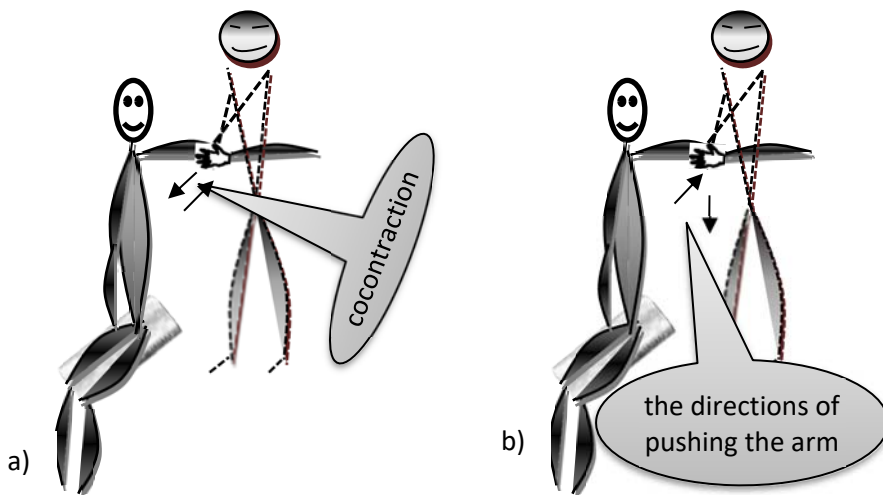 cocontraction
a)
the directions of
pushing the arm
b)